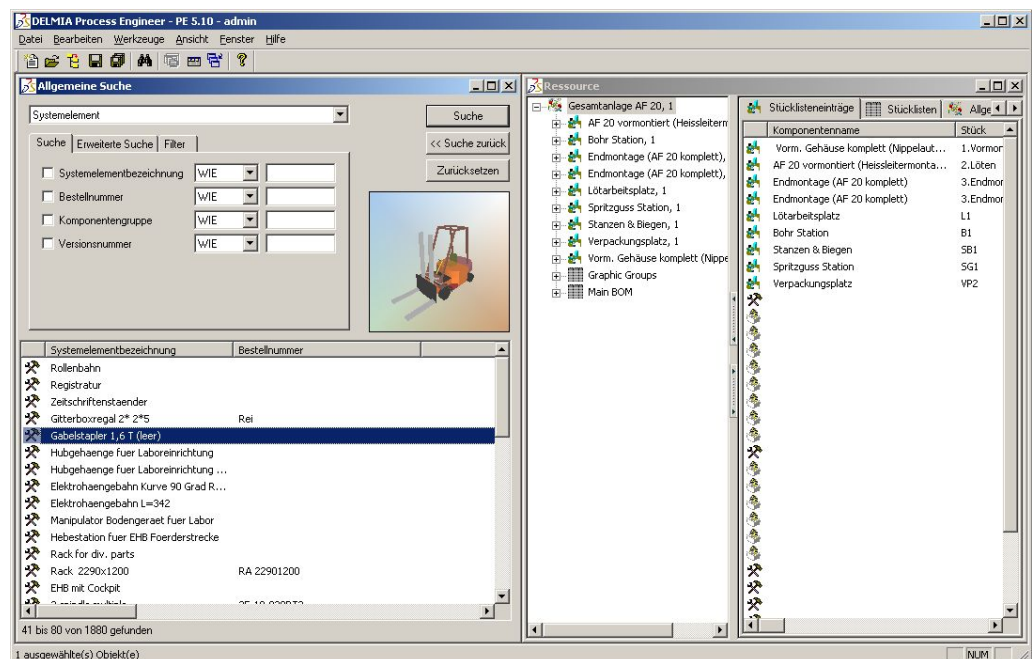 DELMIA Process Engineer - PE 5.10 - admin
Datei Bearbeiten Werkzeuge Ansicht Fenster Hilfe
Allgemeine Suche
Systemelement
Suche
Suche Erweiterte Suche Filter
<< Suche zurück
Zurücksetzen
Systemelementbezeichnung WIE
Bestellnummer WIE
Komponentengruppe WIE
Versionsnummer WIE
Systemelementbezeichnung Bestellnummer
Rollenbahn
Registratur
Zeitschriftenstaender
Gitterboxregal 2* 2*5 Rei
Gabelstapler 1,6 T (leer)
Hubgehaenge fuer Laboreinrichtung
Hubgehaenge fuer Laboreinrichtung ...
Elektrohaengebahn Kurve 90 Grad R...
Elektrohaengebahn L=342
Manipulator Bodengeraet fuer Labor
Hebestation fuer EHB Foerderstrecke
Rack for div. parts
Rack 2290x1200 RA 22901200
EHB mit Cockpit
41 bis 80 von 1880 gefunden
Ressource
Gesamtanlage AF 20, 1
AF 20 vormontiert (Heissleitern
Bohr Station, 1
Endmontage (AF 20 komplett),
Endmontage (AF 20 komplett),
Lötarbeitsplatz, 1
Spritzguss Station, 1
Stanzen & Biegen, 1
Verpackungsplatz, 1
Vorm. Gehäuse komplett (Nippe
Graphic Groups
Main BOM
Stücklisteneinträge Stücklisten Allge
Komponentenname Stück
Vorm. Gehäuse komplett (Nippelaut... 1.Vormor
AF 20 vormontiert (Heissleitermonta... 2.Löten
Endmontage (AF 20 komplett) 3.Endmor
Endmontage (AF 20 komplett) 3.Endmor
Lötarbeitsplatz L1
Bohr Station B1
Stanzen & Biegen SB1
Spritzguss Station SG1
Verpackungsplatz VP2
1 ausgewählte(s) Objekt(e) NUM